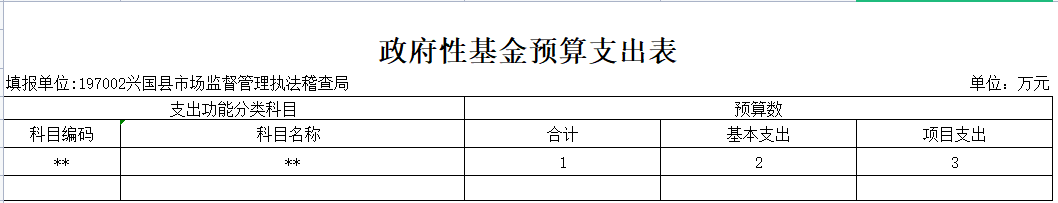 政府性基金预算支出表
填报单位:197002兴国县市场监督管理执法稽查局 单位：万元
支出功能分类科目 预算数
科目编码 科目名称 合计 基本支出 项目支出
** ** 1 2 3